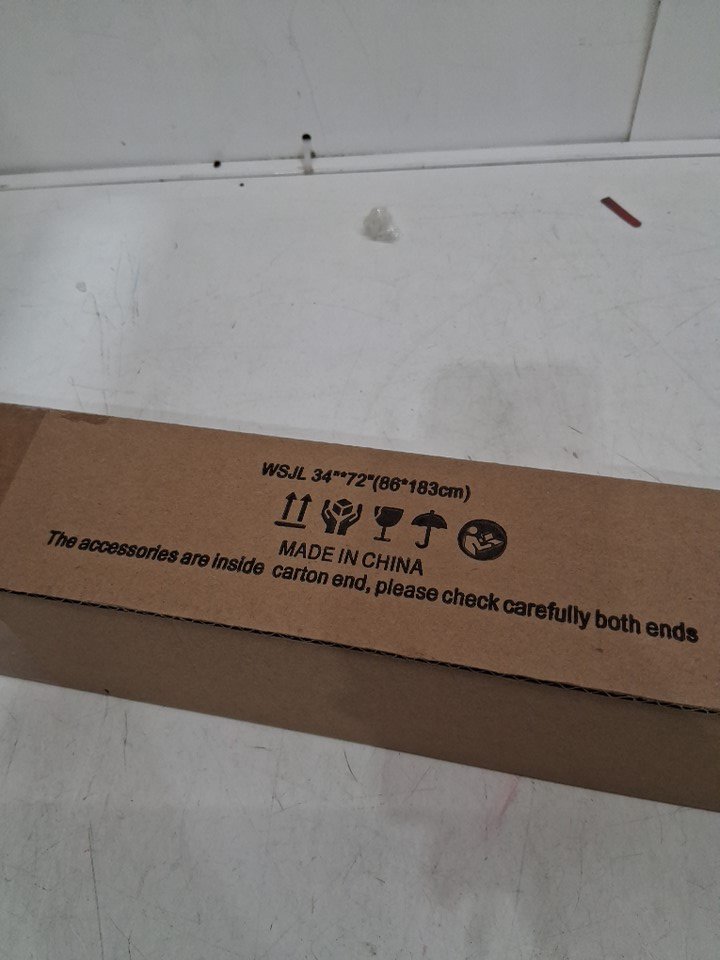 WSJL 34"*72"(86*183cm)
MADE IN CHINA
The accessories are inside carton end, please check carefully both ends